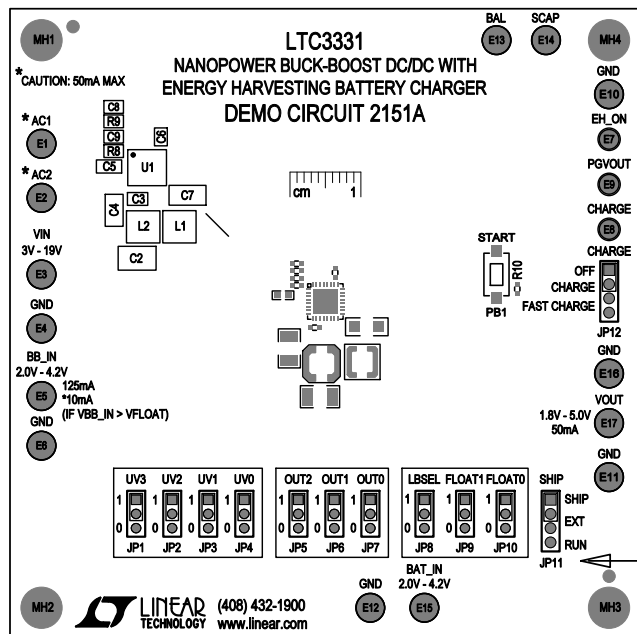 MH1
LTC3331
BAL
SCAP
E13
E14
MH4
NANOPOWER BUCK-BOOST DC/DC WITH
ENERGY HARVESTING BATTERY CHARGER
DEMO CIRCUIT 2151A
*CAUTION: 50mA MAX
GND
E10
C8
R9
C9
R8
C5
C6
U1
C3
C4
C7
L2
L1
C2
*AC1
E1
*AC2
E2
VIN
3V - 19V
E3
GND
E4
BB_IN
2.0V - 4.2V
E5
125mA
*10mA
(IF VBB_IN > VFLOAT)
GND
E6
cm 1
EH_ON
E7
PGVOUT
E9
CHARGE
E8
START
R10
PB1
CHARGE
OFF
CHARGE
FAST CHARGE
JP12
GND
E16
VOUT
1.8V - 5.0V
50mA
E17
GND
E11
UV3 UV2 UV1 UV0
1 1 1 1
0 0 0 0
JP1 JP2 JP3 JP4
OUT2 OUT1 OUT0
1 1 1
0 0 0
JP5 JP6 JP7
LBSEL FLOAT1 FLOAT0
1 1 1
0 0 0
JP8 JP9 JP10
SHIP
SHIP
EXT
RUN
JP11
MH2
LINEAR
TECHNOLOGY
(408) 432-1900
www.linear.com
GND
E12
BAT_IN
2.0V - 4.2V
E15
MH3